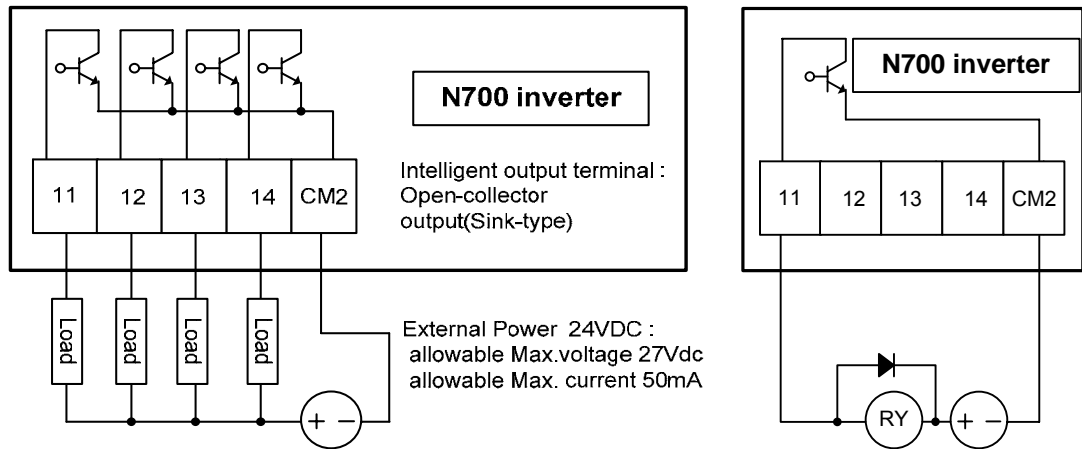 N700 inverter
11 12 13 14 CM2
Intelligent output terminal :
Open-collector
output(Sink-type)
Load Load Load Load
External Power 24VDC :
allowable Max.voltage 27Vdc
allowable Max. current 50mA
+ -
N700 inverter
11 12 13 14 CM2
RY + -